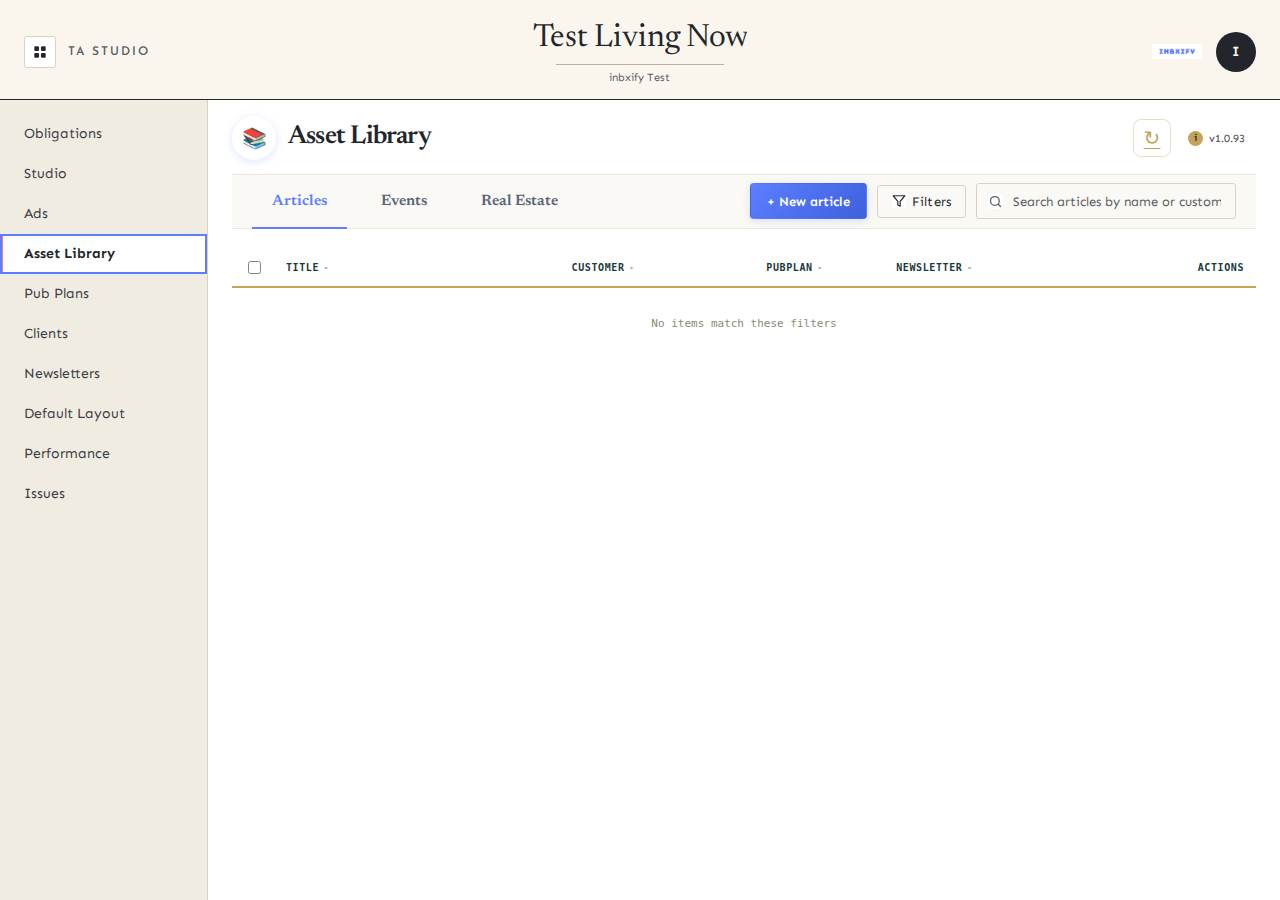 TA STUDIO
Test Living Now
inbxify Test
INBXIFY
I
Obligations
Studio
Ads
Asset Library
Pub Plans
Clients
Newsletters
Default Layout
Performance
Issues
Asset Library
↻
i v1.0.93
Articles Events Real Estate
+ New article
Filters
Search articles by name or custom
TITLE - CUSTOMER - PUBPLAN - NEWSLETTER - ACTIONS
No items match these filters